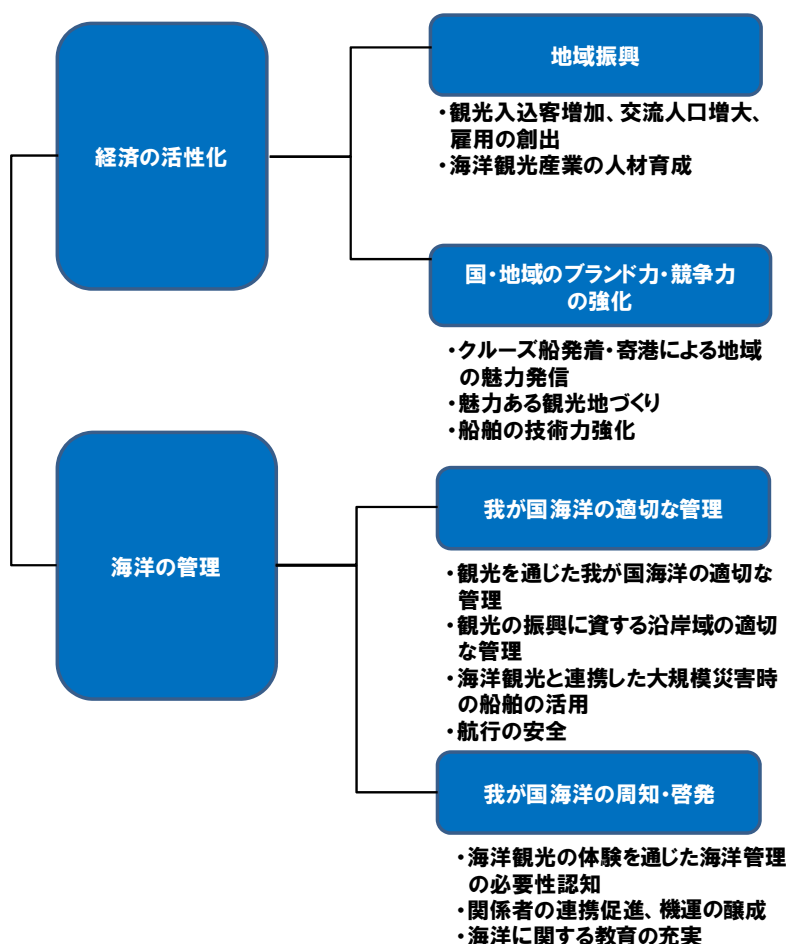 経済の活性化
地域振興
・観光入込客増加、交流人口増大、
雇用の創出
・海洋観光産業の人材育成
国・地域のブランド力・競争力
の強化
・クルーズ船発着・寄港による地域
の魅力発信
・魅力ある観光地づくり
・船舶の技術力強化
海洋の管理
我が国海洋の適切な管理
・観光を通じた我が国海洋の適切な
管理
・観光の振興に資する沿岸域の適切
な管理
・海洋観光と連携した大規模災害時
の船舶の活用
・航行の安全
我が国海洋の周知・啓発
・海洋観光の体験を通じた海洋管理
の必要性認知
・関係者の連携促進、機運の醸成
・海洋に関する教育の充実